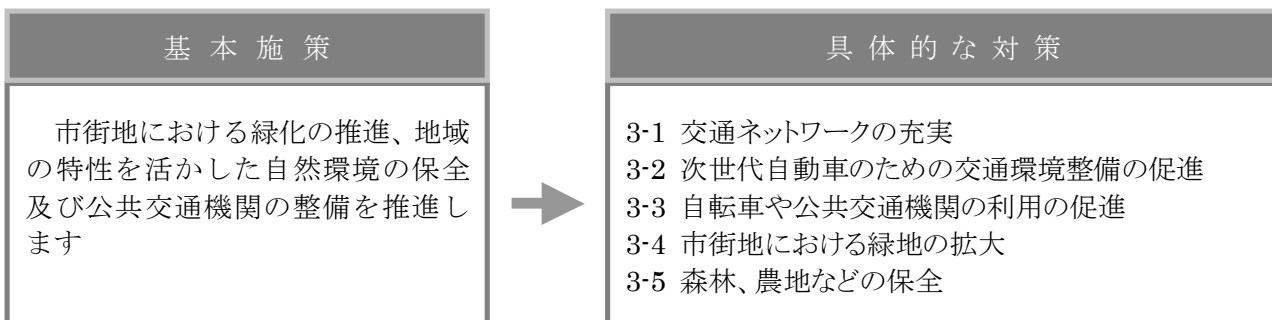 基本施策
市街地における緑化の推進、地域
の特性を活かした自然環境の保全
及び公共交通機関の整備を推進し
ます
具体的な対策
3-1 交通ネットワークの充実
3-2 次世代自動車のための交通環境整備の促進
3-3 自転車や公共交通機関の利用の促進
3-4 市街地における緑地の拡大
3-5 森林、農地などの保全